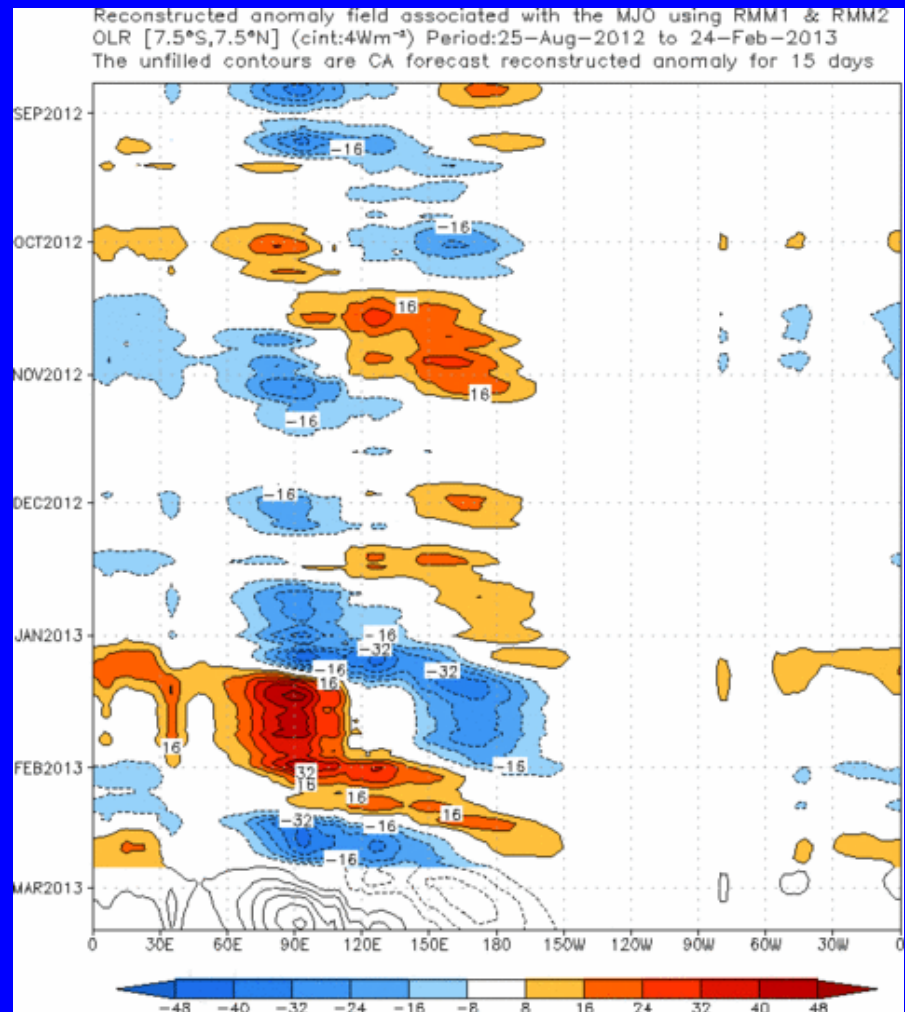 Reconstructed anomaly field associated with the MJO using RMM1 & RMM2
OLR [7.5°S,7.5°N] (cint:4Wm⁻²) Period:25-Aug-2012 to 24-Feb-2013
The unfilled contours are CA forecast reconstructed anomaly for 15 days
SEP2012
-16
-16
OCT2012
16
NOV2012
16
-16
DEC2012
-16
JAN2013
-16
-32
-16
-32
16
16
FEB2013
-16
32
16
16
16
-32
-16
-16
MAR2013
0 30E 60E 90E 120E 150E 180 150W 120W 90W 60W 30W 0
-48 -40 -32 -24 -16 -8 8 16 24 32 40 48